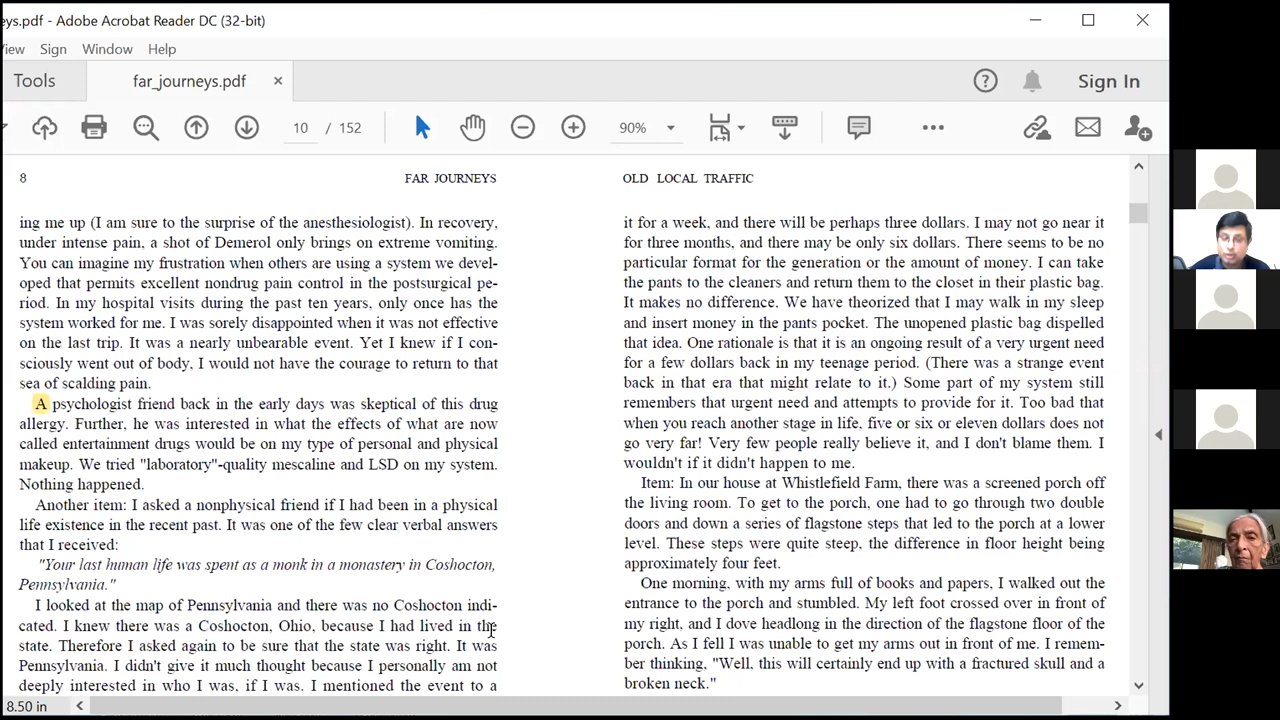 eys.pdf - Adobe Acrobat Reader DC (32-bit)
View Sign Window Help
Tools far_journeys.pdf Sign In
10 / 152 90%
8 FAR JOURNEYS
ing me up (I am sure to the surprise of the anesthesiologist). In recovery,
under intense pain, a shot of Demerol only brings on extreme vomiting.
You can imagine my frustration when others are using a system we devel-
oped that permits excellent nondrug pain control in the postsurgical pe-
riod. In my hospital visits during the past ten years, only once has the
system worked for me. I was sorely disappointed when it was not effective
on the last trip. It was a nearly unbearable event. Yet I knew if I con-
sciously went out of body, I would not have the courage to return to that
sea of scalding pain.
A psychologist friend back in the early days was skeptical of this drug
allergy. Further, he was interested in what the effects of what are now
called entertainment drugs would be on my type of personal and physical
makeup. We tried "laboratory"-quality mescaline and LSD on my system.
Nothing happened.
Another item: I asked a nonphysical friend if I had been in a physical
life existence in the recent past. It was one of the few clear verbal answers
that I received:
"Your last human life was spent as a monk in a monastery in Coshocton,
Pennsylvania."
I looked at the map of Pennsylvania and there was no Coshocton indi-
cated. I knew there was a Coshocton, Ohio, because I had lived in the
state. Therefore I asked again to be sure that the state was right. It was
Pennsylvania. I didn't give it much thought because I personally am not
deeply interested in who I was, if I was. I mentioned the event to a
OLD LOCAL TRAFFIC
it for a week, and there will be perhaps three dollars. I may not go near it
for three months, and there may be only six dollars. There seems to be no
particular format for the generation or the amount of money. I can take
the pants to the cleaners and return them to the closet in their plastic bag.
It makes no difference. We have theorized that I may walk in my sleep
and insert money in the pants pocket. The unopened plastic bag dispelled
that idea. One rationale is that it is an ongoing result of a very urgent need
for a few dollars back in my teenage period. (There was a strange event
back in that era that might relate to it.) Some part of my system still
remembers that urgent need and attempts to provide for it. Too bad that
when you reach another stage in life, five or six or eleven dollars does not
go very far! Very few people really believe it, and I don't blame them. I
wouldn't if it didn't happen to me.
Item: In our house at Whistlefield Farm, there was a screened porch off
the living room. To get to the porch, one had to go through two double
doors and down a series of flagstone steps that led to the porch at a lower
level. These steps were quite steep, the difference in floor height being
approximately four feet.
One morning, with my arms full of books and papers, I walked out the
entrance to the porch and stumbled. My left foot crossed over in front of
my right, and I dove headlong in the direction of the flagstone floor of the
porch. As I fell I was unable to get my arms out in front of me. I remem-
ber thinking, "Well, this will certainly end up with a fractured skull and a
broken neck."
8.50 in